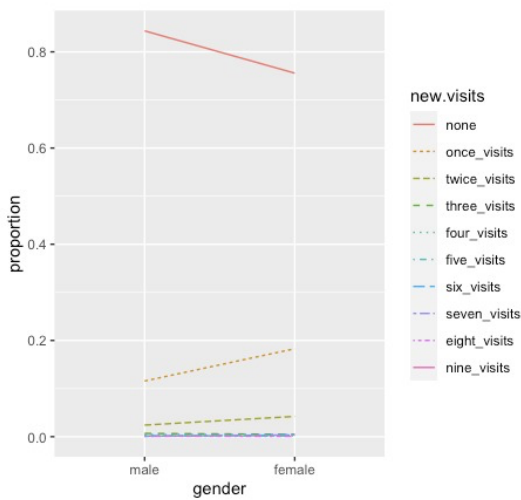 0.8
0.6
0.4
0.2
0.0
proportion
male female
gender
new.visits
none
once_visits
twice_visits
three_visits
four_visits
five_visits
six_visits
seven_visits
eight_visits
nine_visits